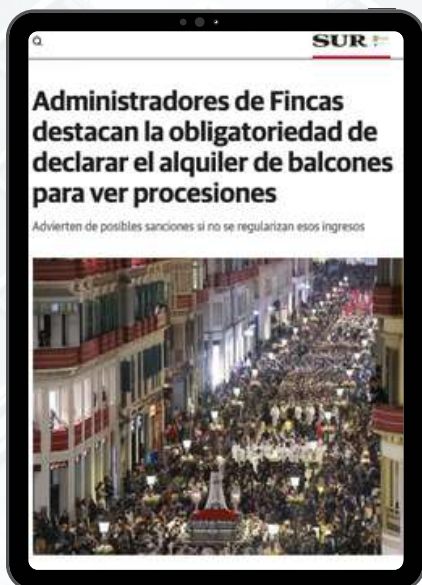 SUR
Administradores de Fincas
destacan la obligatoriedad de
declarar el alquiler de balcones
para ver procesiones
Advierten de posibles sanciones si no se regularizan esos ingresos